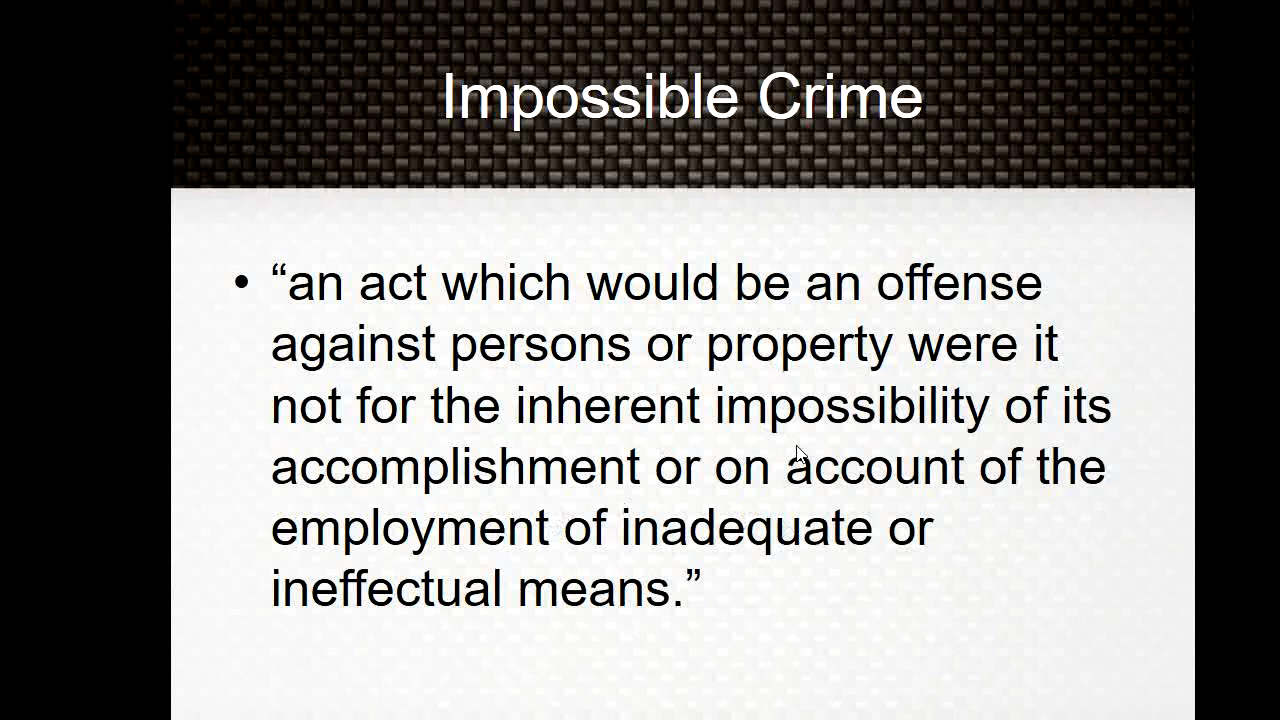 Impossible Crime
• “an act which would be an offense
against persons or property were it
not for the inherent impossibility of its
accomplishment or on account of the
employment of inadequate or
ineffectual means.”